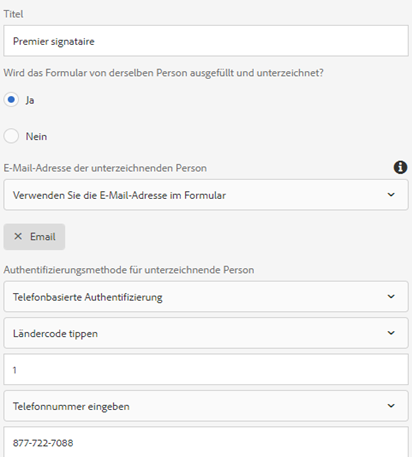 Titel
Premier signataire
Wird das Formular von derselben Person ausgefüllt und unterzeichnet?
Ja
Nein
E-Mail-Adresse der unterzeichnenden Person
Verwenden Sie die E-Mail-Adresse im Formular
Email
Authentifizierungsmethode für unterzeichnende Person
Telefonbasierte Authentifizierung
Ländercode tippen
1
Telefonnummer eingeben
877-722-7088